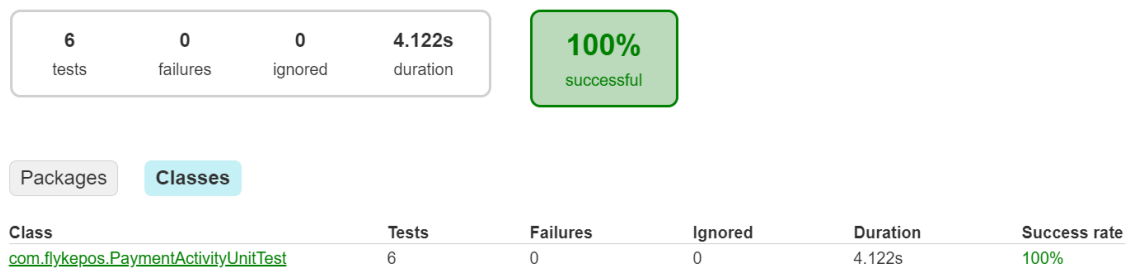 6 0 0 4.122s 100%
tests failures ignored duration successful
Packages Classes
Class Tests Failures Ignored Duration Success rate
com.flykepos.PaymentActivityUnitTest 6 0 0 4.122s 100%